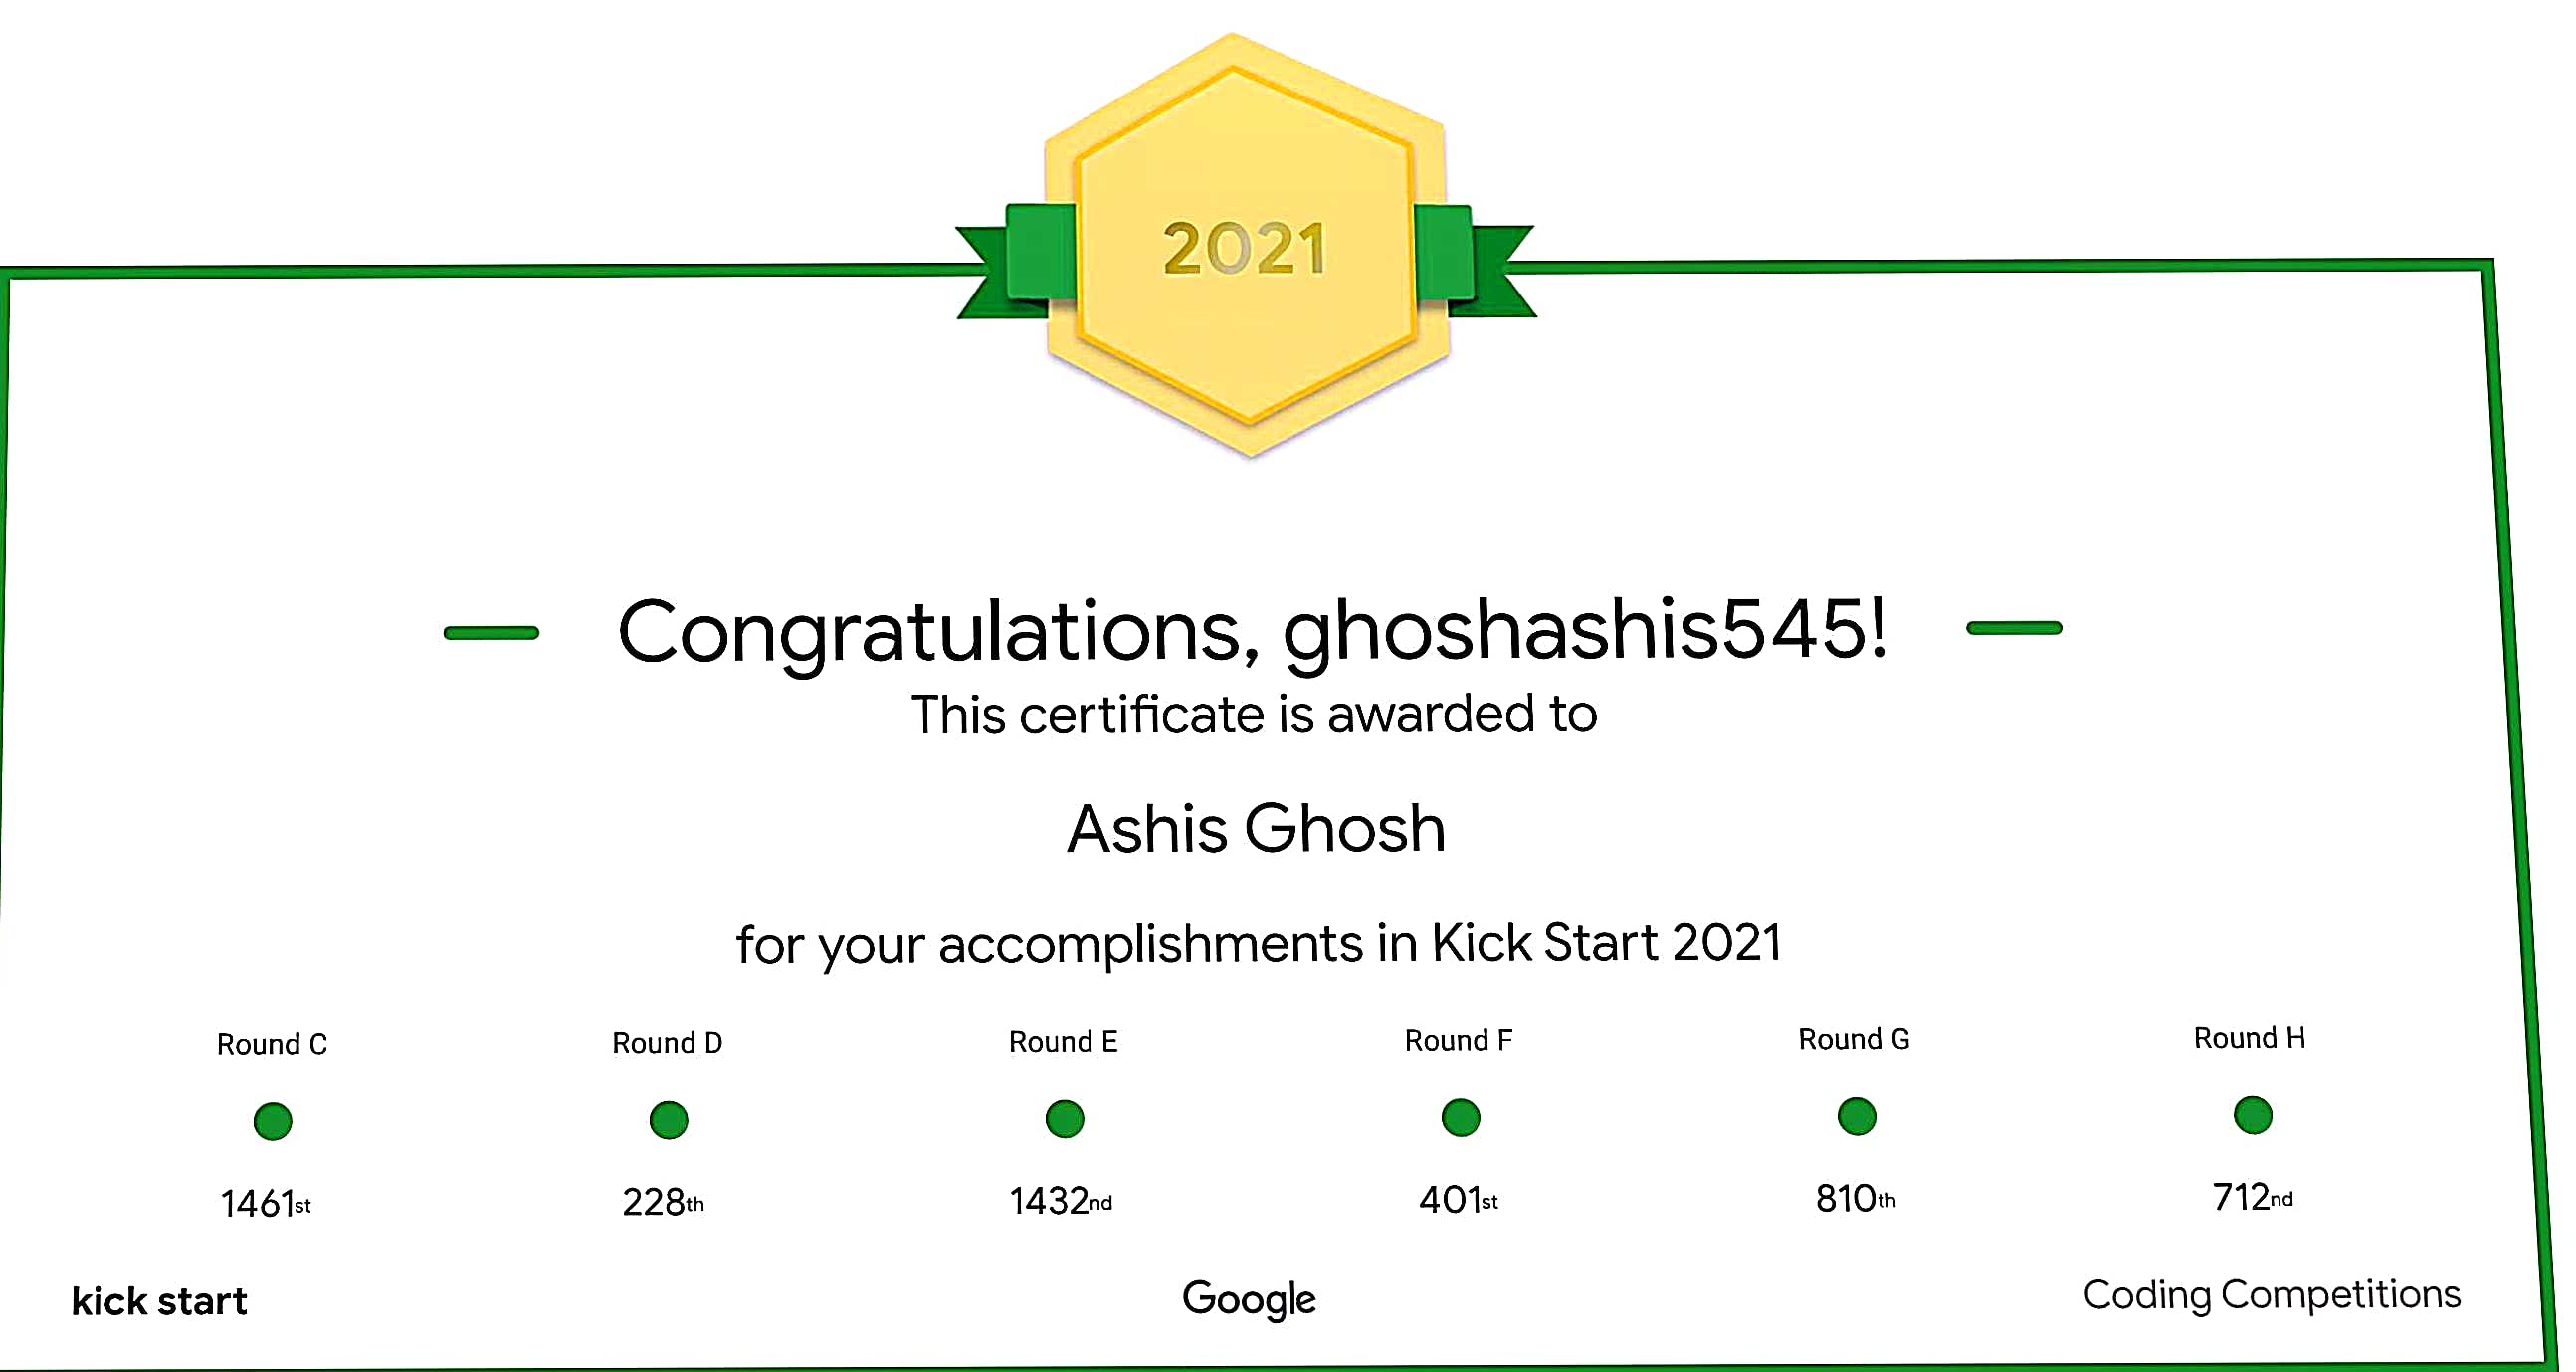 2021
Congratulations, ghoshashis545!
This certificate is awarded to
Ashis Ghosh
for your accomplishments in Kick Start 2021
Round C Round D Round E Round F Round G Round H
1461st 228th 1432nd 401st 810th 712nd
kick start Google Coding Competitions